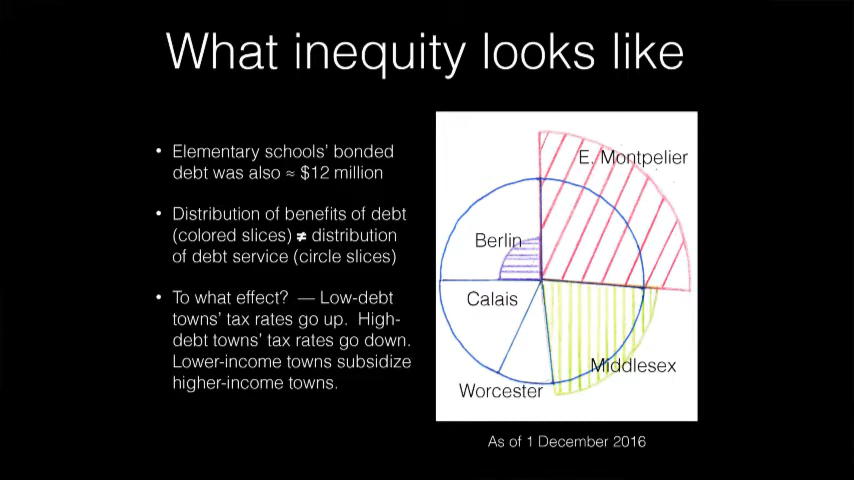 What inequity looks like
• Elementary schools' bonded
debt was also ≈ $12 million
• Distribution of benefits of debt
(colored slices) ≠ distribution
of debt service (circle slices)
• To what effect? — Low-debt
towns' tax rates go up. High-
debt towns' tax rates go down.
Lower-income towns subsidize
higher-income towns.
E. Montpelier
Berlin
Calais
Middlesex
Worcester
As of 1 December 2016